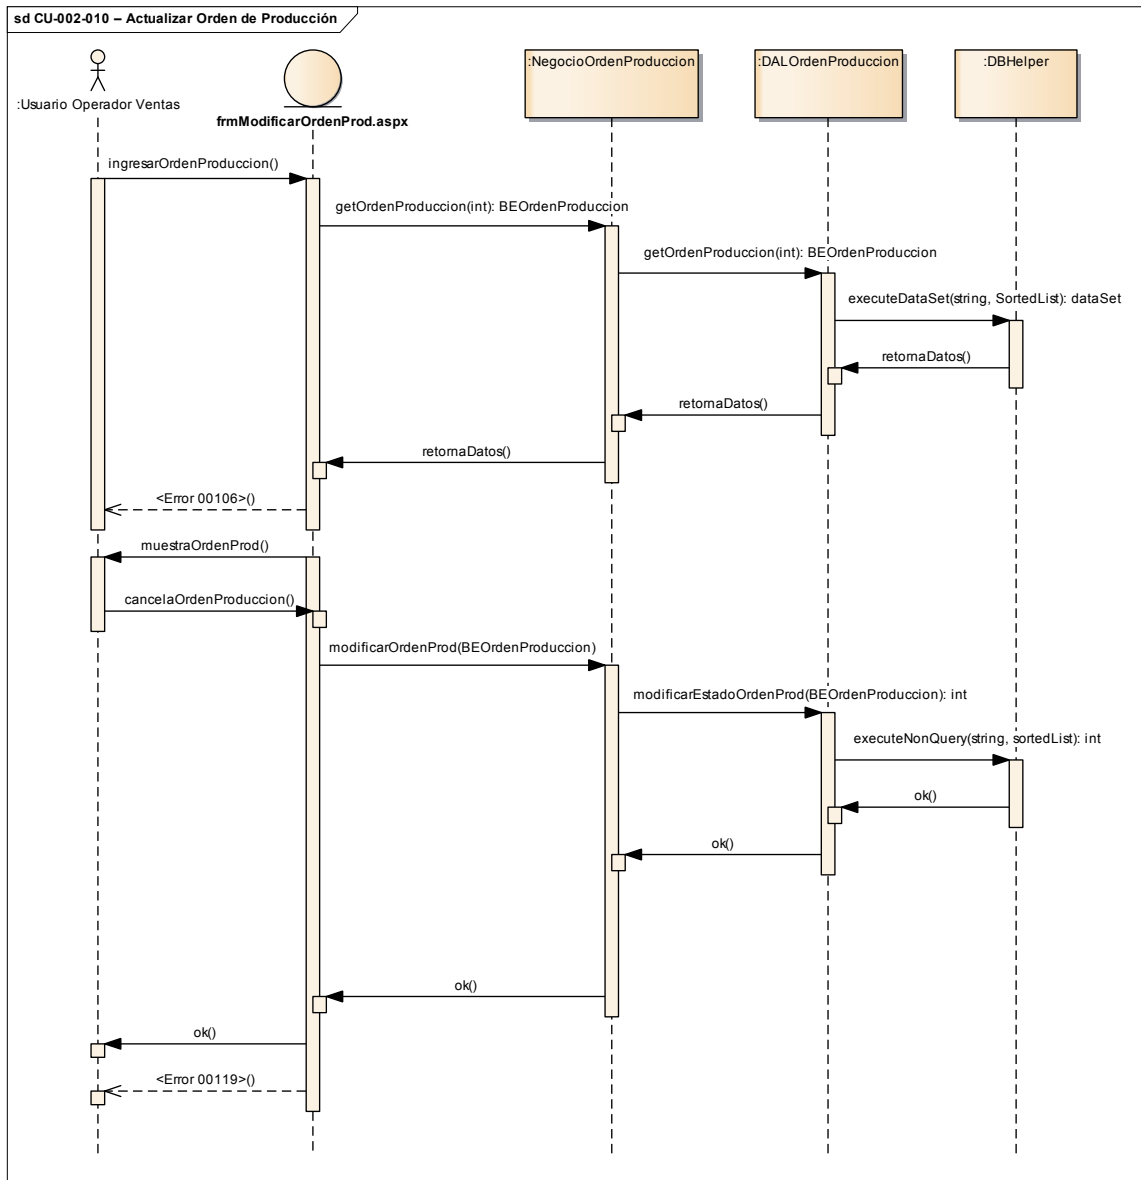 sd CU-002-010 – Actualizar Orden de Producción
:Usuario Operador Ventas
frmModificarOrdenProd.aspx
:NegocioOrdenProduccion
:DALOrdenProduccion
:DBHelper
ingresarOrdenProduccion()
getOrdenProduccion(int): BEOrdenProduccion
getOrdenProduccion(int): BEOrdenProduccion
executeDataSet(string, SortedList): dataSet
retornaDatos()
retornaDatos()
retornaDatos()
<Error 00106>()
muestraOrdenProd()
cancelaOrdenProduccion()
modificarOrdenProd(BEOrdenProduccion)
modificarEstadoOrdenProd(BEOrdenProduccion): int
executeNonQuery(string, sortedList): int
ok()
ok()
ok()
ok()
<Error 00119>()